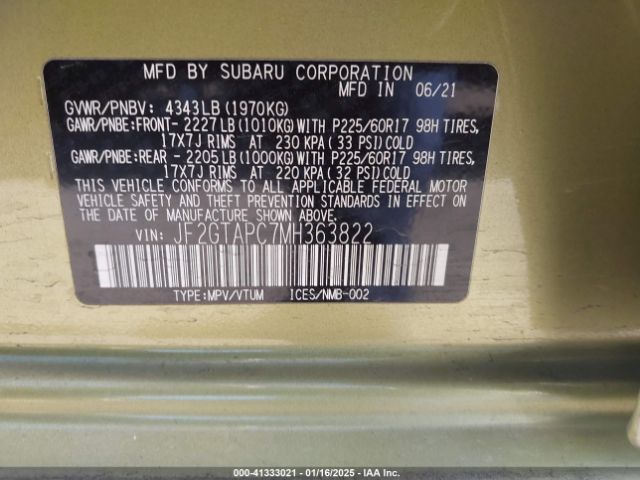 MFD BY SUBARU CORPORATION
MFD IN 06/21
GVWR/PNBV: 4343LB (1970KG)
GAWR/PNBE:FRONT- 2227LB(1010KG)WITH P225/60R17 98H TIRES,
17X7J RIMS AT 230 KPA (33 PSI)COLD
GAWR/PNBE:REAR - 2205LB(1000KG)WITH P225/60R17 98H TIRES,
17X7J RIMS AT 220 KPA (32 PSI)COLD
THIS VEHICLE CONFORMS TO ALL APPLICABLE FEDERAL MOTOR
VEHICLE SAFETY AND THEFT PREVENTION STANDARDS IN EFFECT ON
THE DATE OF MANUFACTURE SHOWN ABOVE.
VIN: JF2GTAPC7MH363822
TYPE:MPV/VTUM ICES/NMB-002
000-41333021 - 01/16/2025 - IAA Inc.